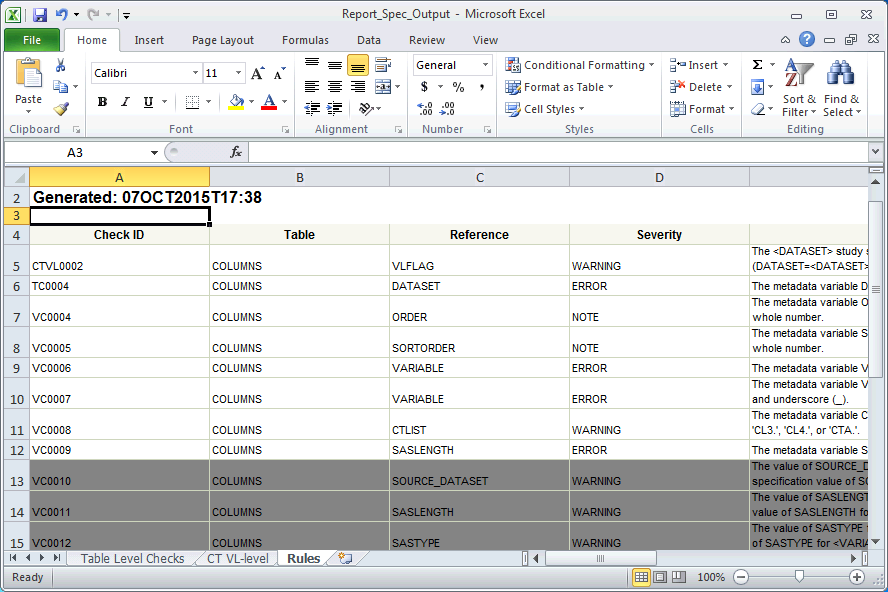 Report_Spec_Output - Microsoft Excel
File Home Insert Page Layout Formulas Data Review View
Calibri 11 General Conditional Formatting Insert Σ
Paste B I U A A A $ % , Format as Table Delete Sort & Find &
Cell Styles Format Filter Select
Clipboard Font Alignment Number Styles Cells Editing
A3 fx
A B C D
2 Generated: 07OCT2015T17:38
3
4 Check ID Table Reference Severity
The <DATASET> study s
5 CTVL0002 COLUMNS VLFLAG WARNING (DATASET=<DATASET>
6 TC0004 COLUMNS DATASET ERROR The metadata variable D
The metadata variable O
7 VC0004 COLUMNS ORDER NOTE whole number.
The metadata variable S
8 VC0005 COLUMNS SORTORDER NOTE whole number.
9 VC0006 COLUMNS VARIABLE ERROR The metadata variable V
The metadata variable V
10 VC0007 COLUMNS VARIABLE ERROR and underscore (_).
The metadata variable C
11 VC0008 COLUMNS CTLIST WARNING 'CL3.', 'CL4.', or 'CTA.'.
12 VC0009 COLUMNS SASLENGTH ERROR The metadata variable S
The value of SOURCE_D
13 VC0010 COLUMNS SOURCE_DATASET WARNING specification value of SO
The value of SASLENGT
14 VC0011 COLUMNS SASLENGTH WARNING value of SASLENGTH fo
The value of SASTYPE
15 VC0012 COLUMNS SASTYPE WARNING of SASTYPE for <VARIA
Table Level Checks CT VL-level Rules
Ready 100%